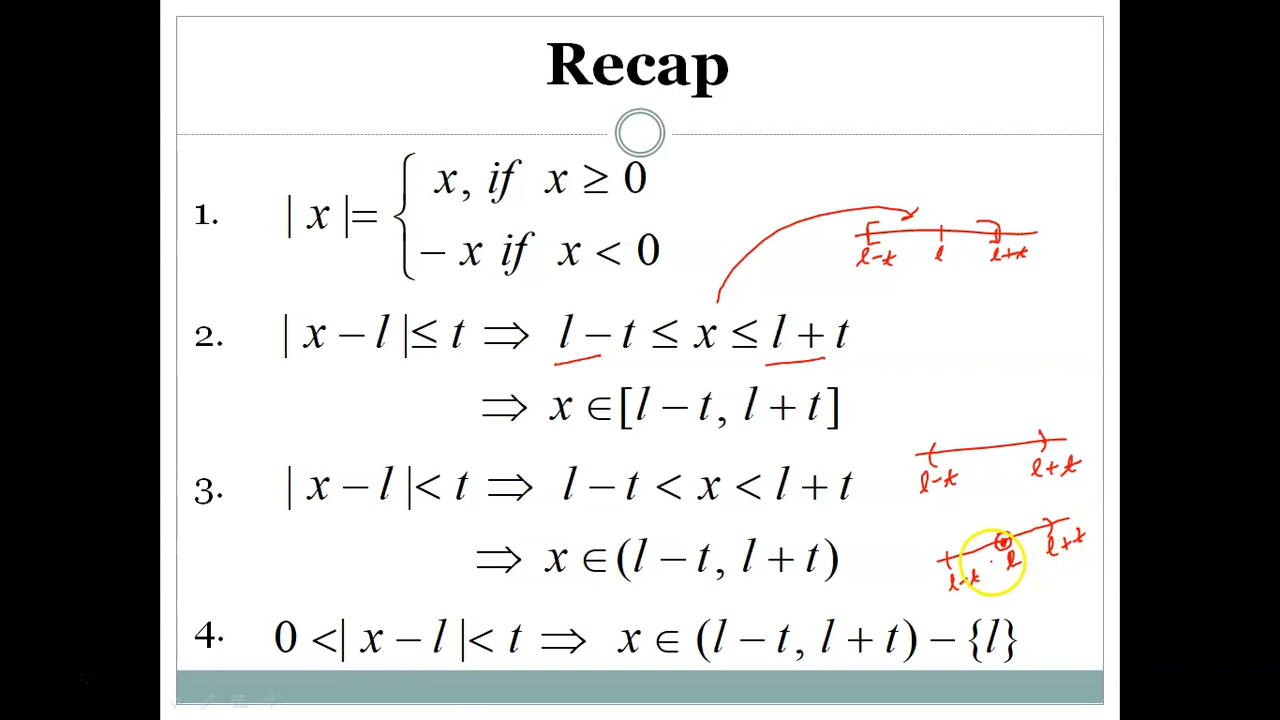 Recap
1. | x |= { x, if x ≥ 0
− x if x < 0
l−t l l+t
2. | x − l |≤ t ⇒ l − t ≤ x ≤ l + t
⇒ x ∈ [l − t, l + t]
l−t l+t
3. | x − l |< t ⇒ l − t < x < l + t
⇒ x ∈ (l − t, l + t)
l−t l l+t
4. 0 <| x − l |< t ⇒ x ∈ (l − t, l + t) − {l}